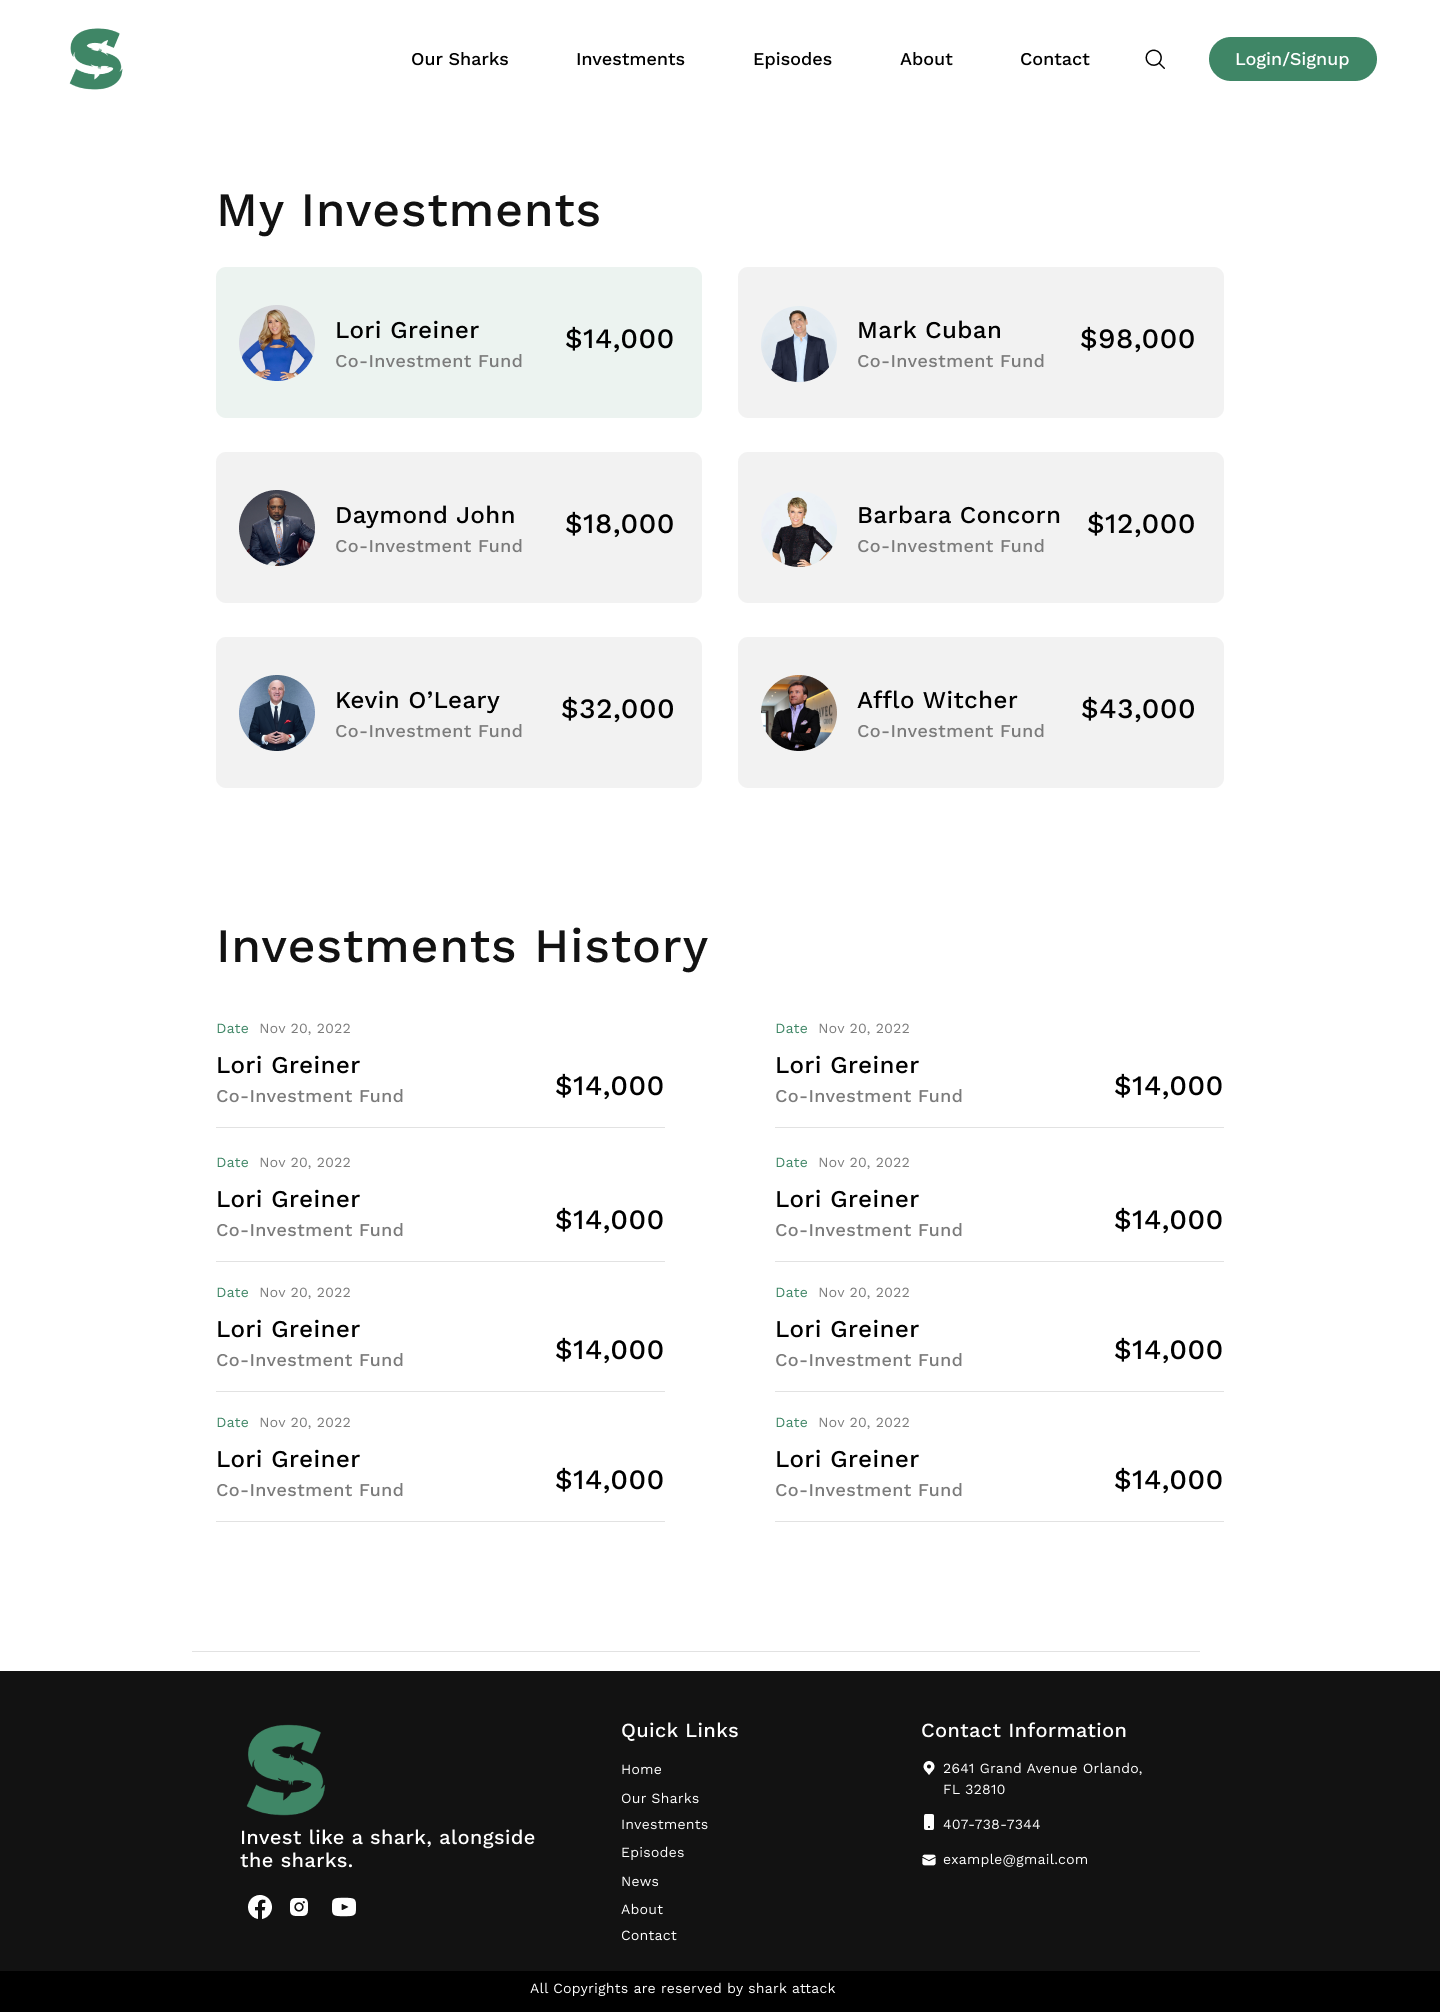 Our Sharks Investments Episodes About Contact Login/Signup
My Investments
Lori Greiner
Co-Investment Fund
$14,000
Mark Cuban
Co-Investment Fund
$98,000
Daymond John
Co-Investment Fund
$18,000
Barbara Concorn
Co-Investment Fund
$12,000
Kevin O’Leary
Co-Investment Fund
$32,000
Afflo Witcher
Co-Investment Fund
$43,000
Investments History
Date Nov 20, 2022
Lori Greiner
Co-Investment Fund
$14,000
Date Nov 20, 2022
Lori Greiner
Co-Investment Fund
$14,000
Date Nov 20, 2022
Lori Greiner
Co-Investment Fund
$14,000
Date Nov 20, 2022
Lori Greiner
Co-Investment Fund
$14,000
Date Nov 20, 2022
Lori Greiner
Co-Investment Fund
$14,000
Date Nov 20, 2022
Lori Greiner
Co-Investment Fund
$14,000
Date Nov 20, 2022
Lori Greiner
Co-Investment Fund
$14,000
Date Nov 20, 2022
Lori Greiner
Co-Investment Fund
$14,000
Invest like a shark, alongside
the sharks.
Quick Links
Home
Our Sharks
Investments
Episodes
News
About
Contact
Contact Information
2641 Grand Avenue Orlando,
FL 32810
407-738-7344
example@gmail.com
All Copyrights are reserved by shark attack